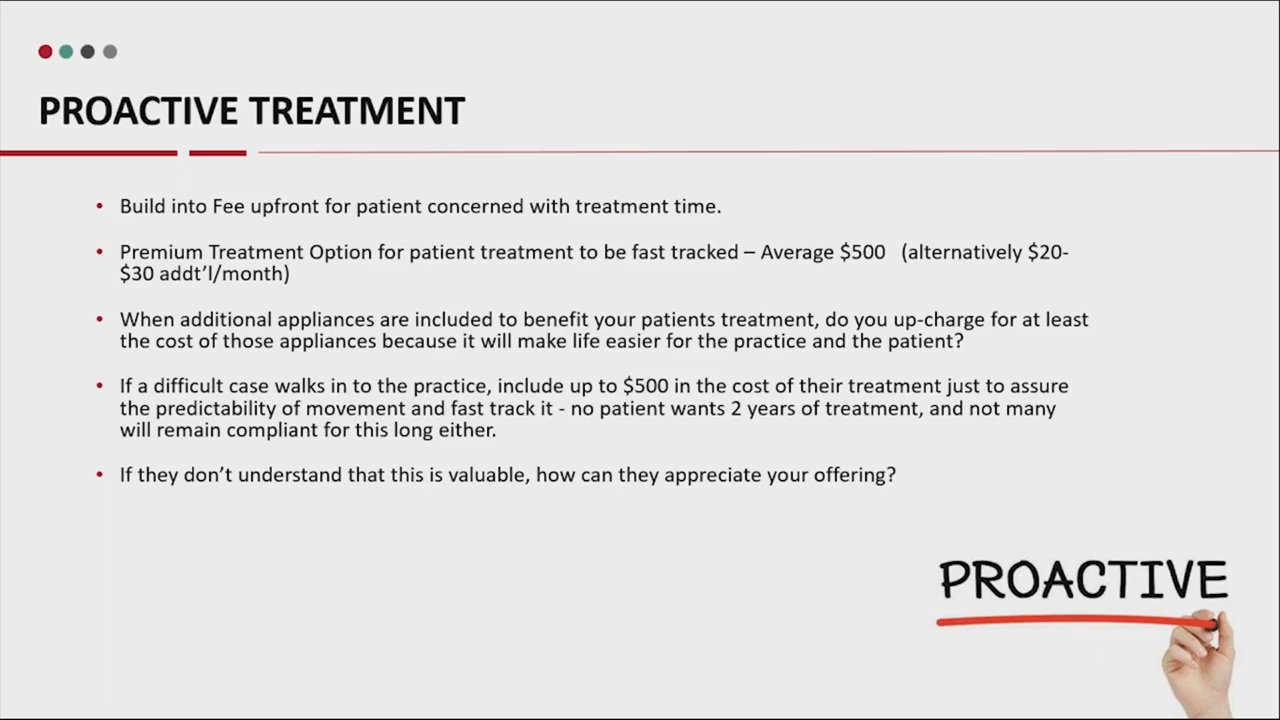 PROACTIVE TREATMENT
• Build into Fee upfront for patient concerned with treatment time.
• Premium Treatment Option for patient treatment to be fast tracked – Average $500   (alternatively $20-
$30 addt’l/month)
• When additional appliances are included to benefit your patients treatment, do you up-charge for at least
the cost of those appliances because it will make life easier for the practice and the patient?
• If a difficult case walks in to the practice, include up to $500 in the cost of their treatment just to assure
the predictability of movement and fast track it - no patient wants 2 years of treatment, and not many
will remain compliant for this long either.
• If they don’t understand that this is valuable, how can they appreciate your offering?
PROACTIVE